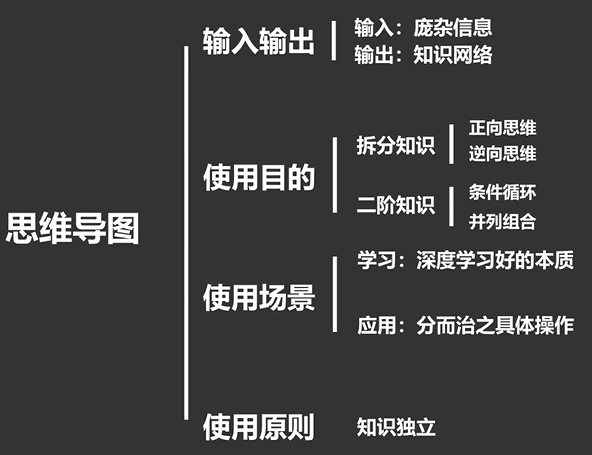 思维导图
输入输出
输入：庞杂信息
输出：知识网络
使用目的
拆分知识
正向思维
逆向思维
二阶知识
条件循环
并列组合
使用场景
学习：深度学习好的本质
应用：分而治之具体操作
使用原则
知识独立